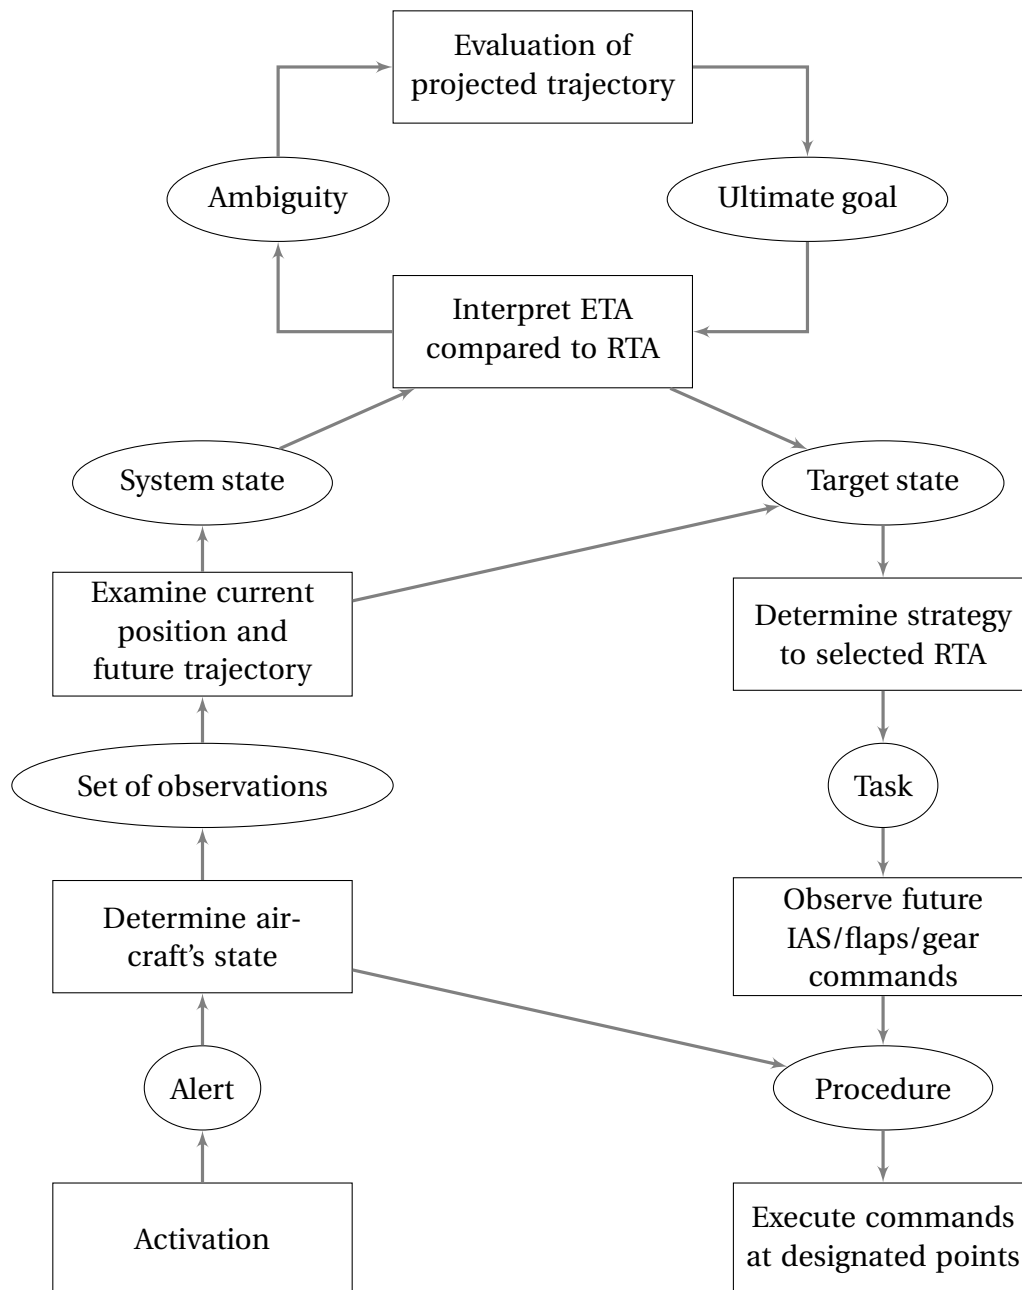 Evaluation of
projected trajectory
Ambiguity
Ultimate goal
Interpret ETA
compared to RTA
System state
Target state
Examine current
position and
future trajectory
Determine strategy
to selected RTA
Set of observations
Task
Determine air-
craft's state
Observe future
IAS/flaps/gear
commands
Alert
Procedure
Activation
Execute commands
at designated points